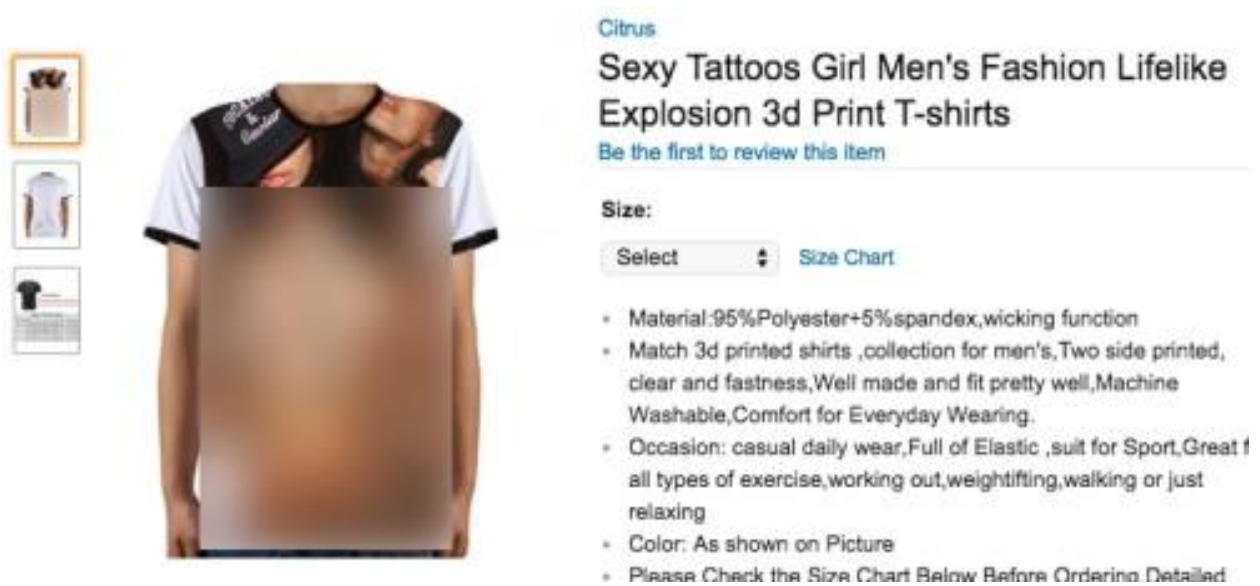 Citrus
Sexy Tattoos Girl Men's Fashion Lifelike
Explosion 3d Print T-shirts
Be the first to review this item
Size:
Select
Size Chart
Material:95%Polyester+5%spandex,wicking function
Match 3d printed shirts ,collection for men's,Two side printed,
clear and fastness,Well made and fit pretty well,Machine
Washable,Comfort for Everyday Wearing.
Occasion: casual daily wear,Full of Elastic ,suit for Sport,Great f
all types of exercise,working out,weightifting,walking or just
relaxing
Color: As shown on Picture
Please Check the Size Chart Below Before Ordering.Detailed